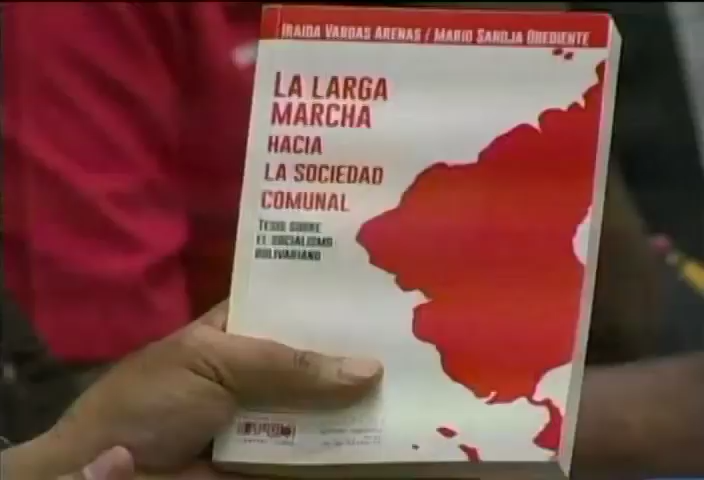 IRAIDA VARGAS ARENAS / MARIO SANOJA OBEDIENTE
LA LARGA
MARCHA
HACIA
LA SOCIEDAD
COMUNAL
TESIS SOBRE
EL SOCIALISMO
BOLIVARIANO